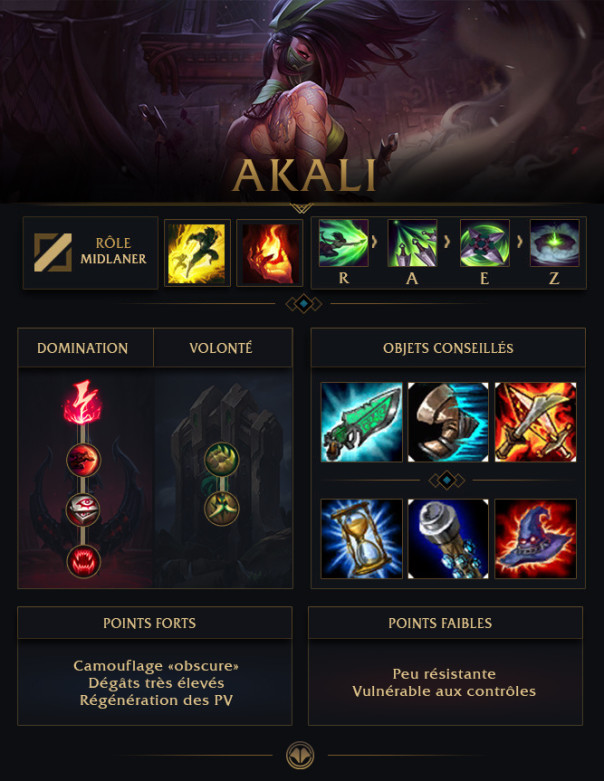 AKALI
RÔLE
MIDLANER
R
A
E
Z
DOMINATION
VOLONTÉ
OBJETS CONSEILLÉS
POINTS FORTS
Camouflage «obscure»
Dégâts très élevés
Régénération des PV
POINTS FAIBLES
Peu résistante
Vulnérable aux contrôles